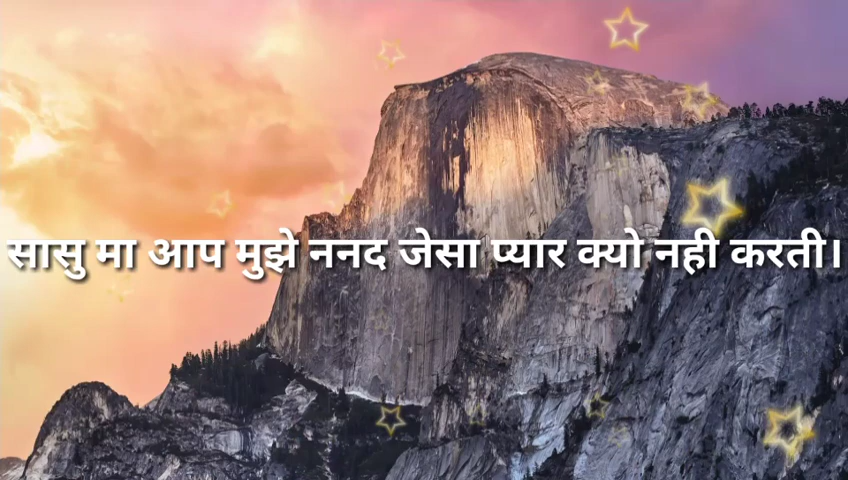 सासु मा आप मुझे ननद जेसा प्यार क्यो नही करती।